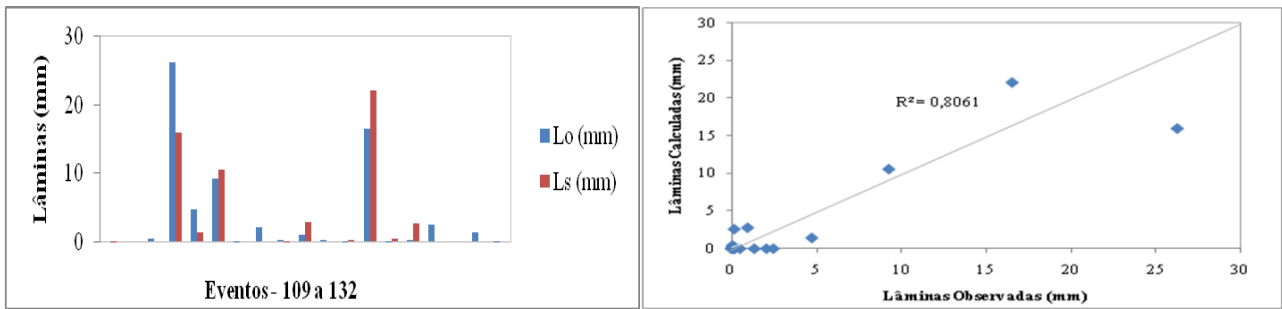 Lâminas (mm)
30
20
10
0
Eventos - 109 a 132
Lo (mm)
Ls (mm)
Lâminas Calculadas (mm)
30
25
20
15
10
5
0
R² = 0,8061
0
5
10
15
20
25
30
Lâminas Observadas (mm)